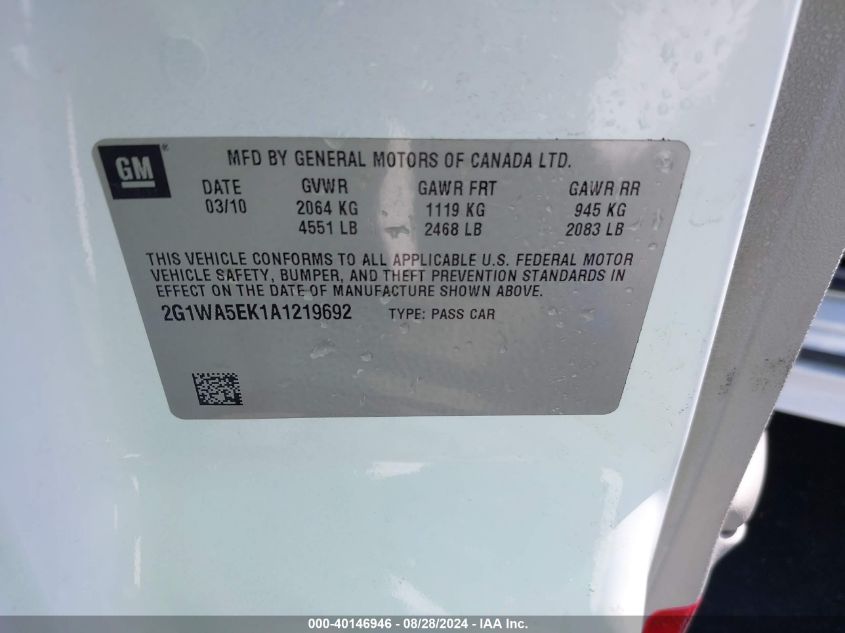 GM ®
MFD BY GENERAL MOTORS OF CANADA LTD.
DATE GVWR GAWR FRT GAWR RR
03/10 2064 KG 1119 KG 945 KG
4551 LB 2468 LB 2083 LB
THIS VEHICLE CONFORMS TO ALL APPLICABLE U.S. FEDERAL MOTOR
VEHICLE SAFETY, BUMPER, AND THEFT PREVENTION STANDARDS IN
EFFECT ON THE DATE OF MANUFACTURE SHOWN ABOVE.
2G1WA5EK1A1219692 TYPE: PASS CAR
000-40146946 - 08/28/2024 - IAA Inc.